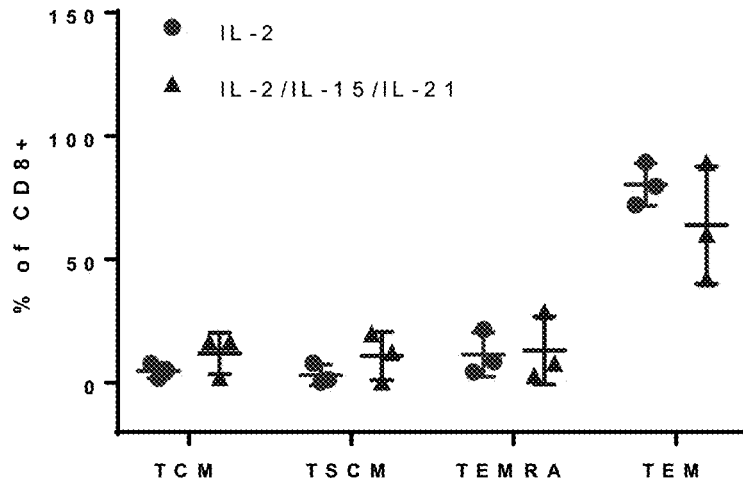 150
IL-2
IL-2/IL-15/IL-21
100
% of CD8+
50
0
TCM TSCM TEMRA TEM